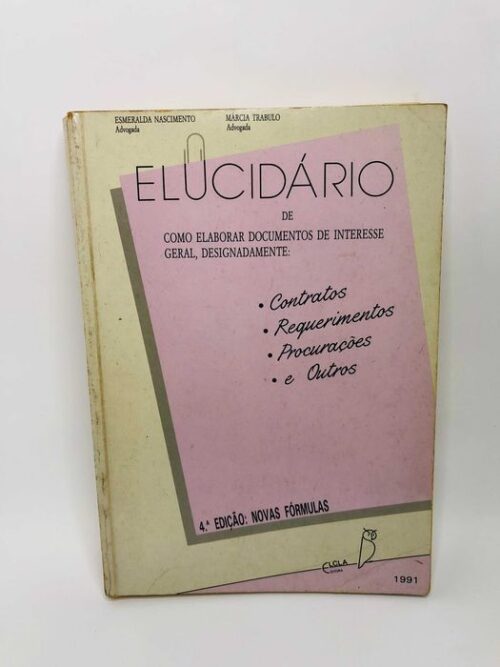 ESMERALDA NASCIMENTO
Advogada
MÁRCIA TRABULO
Advogada
ELUCIDÁRIO
DE
COMO ELABORAR DOCUMENTOS DE INTERESSE
GERAL, DESIGNADAMENTE:
• Contratos
• Requerimentos
• Procurações
• e Outros
4.ª EDIÇÃO: NOVAS FÓRMULAS
ELCLA
EDITORA
1991